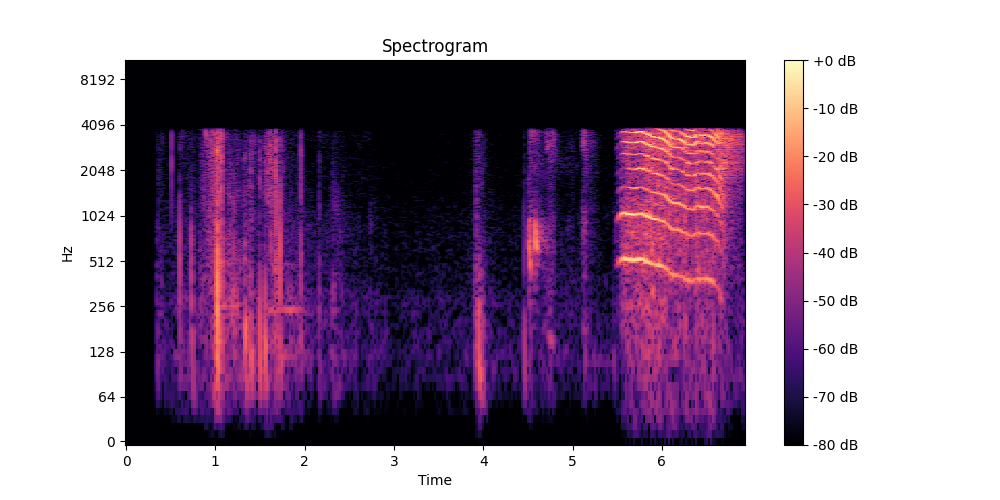 Spectrogram
8192
4096
2048
1024
512
256
128
64
0
Hz
0 1 2 3 4 5 6
Time
+0 dB
-10 dB
-20 dB
-30 dB
-40 dB
-50 dB
-60 dB
-70 dB
-80 dB